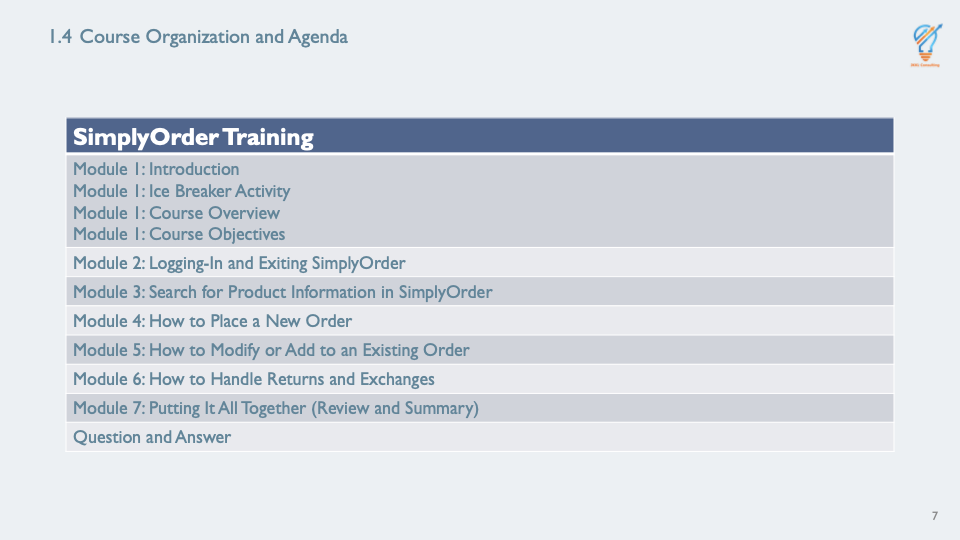 1.4 Course Organization and Agenda
SimplyOrder Training
Module 1: Introduction
Module 1: Ice Breaker Activity
Module 1: Course Overview
Module 1: Course Objectives
Module 2: Logging-In and Exiting SimplyOrder
Module 3: Search for Product Information in SimplyOrder
Module 4: How to Place a New Order
Module 5: How to Modify or Add to an Existing Order
Module 6: How to Handle Returns and Exchanges
Module 7: Putting It All Together (Review and Summary)
Question and Answer
7